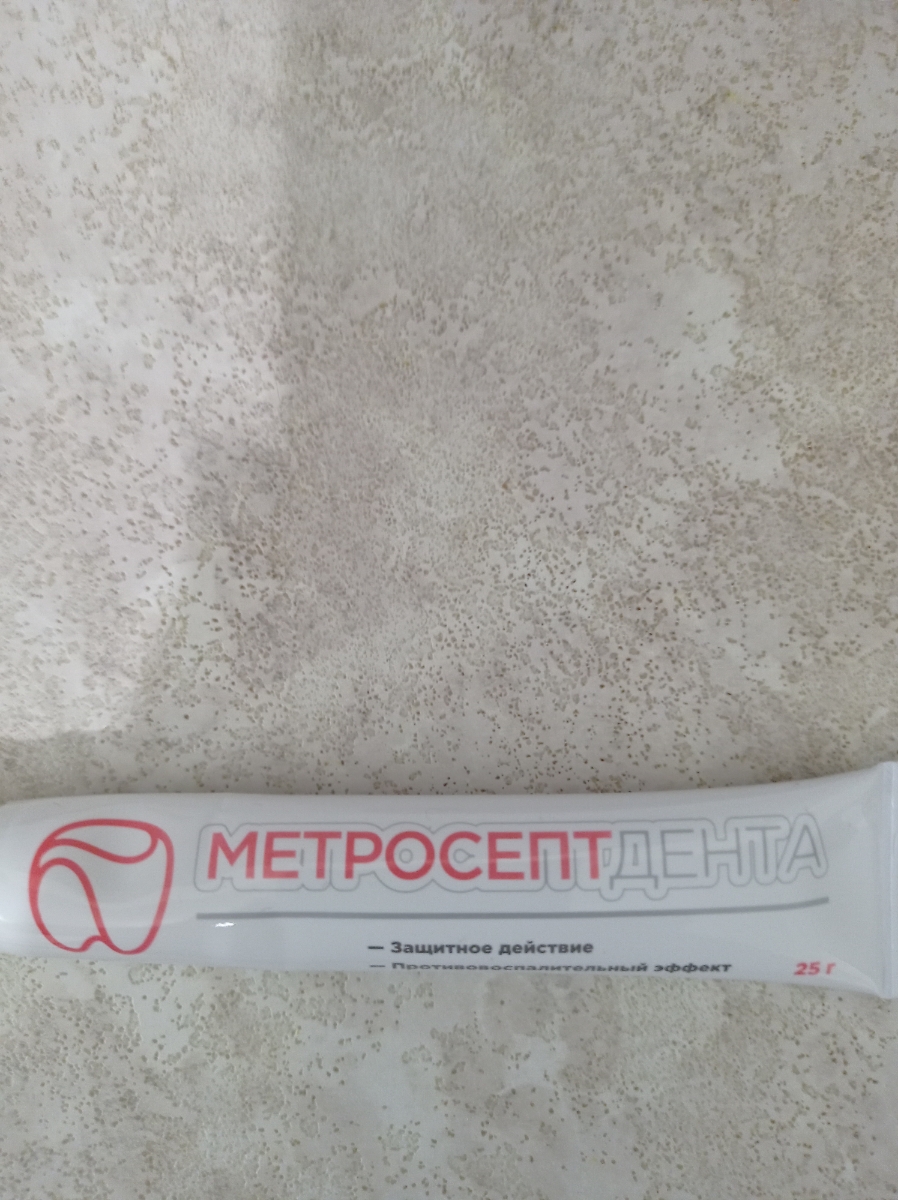 МЕТРОСЕПТДЕНТА
— Защитное действие
— Противовоспалительный эффект
25 г